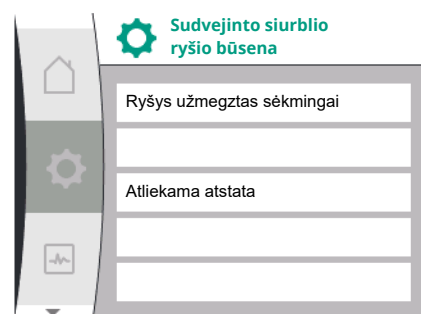 Sudvejinto siurblio
ryšio būsena
Ryšys užmegztas sėkmingai
Atliekama atstata